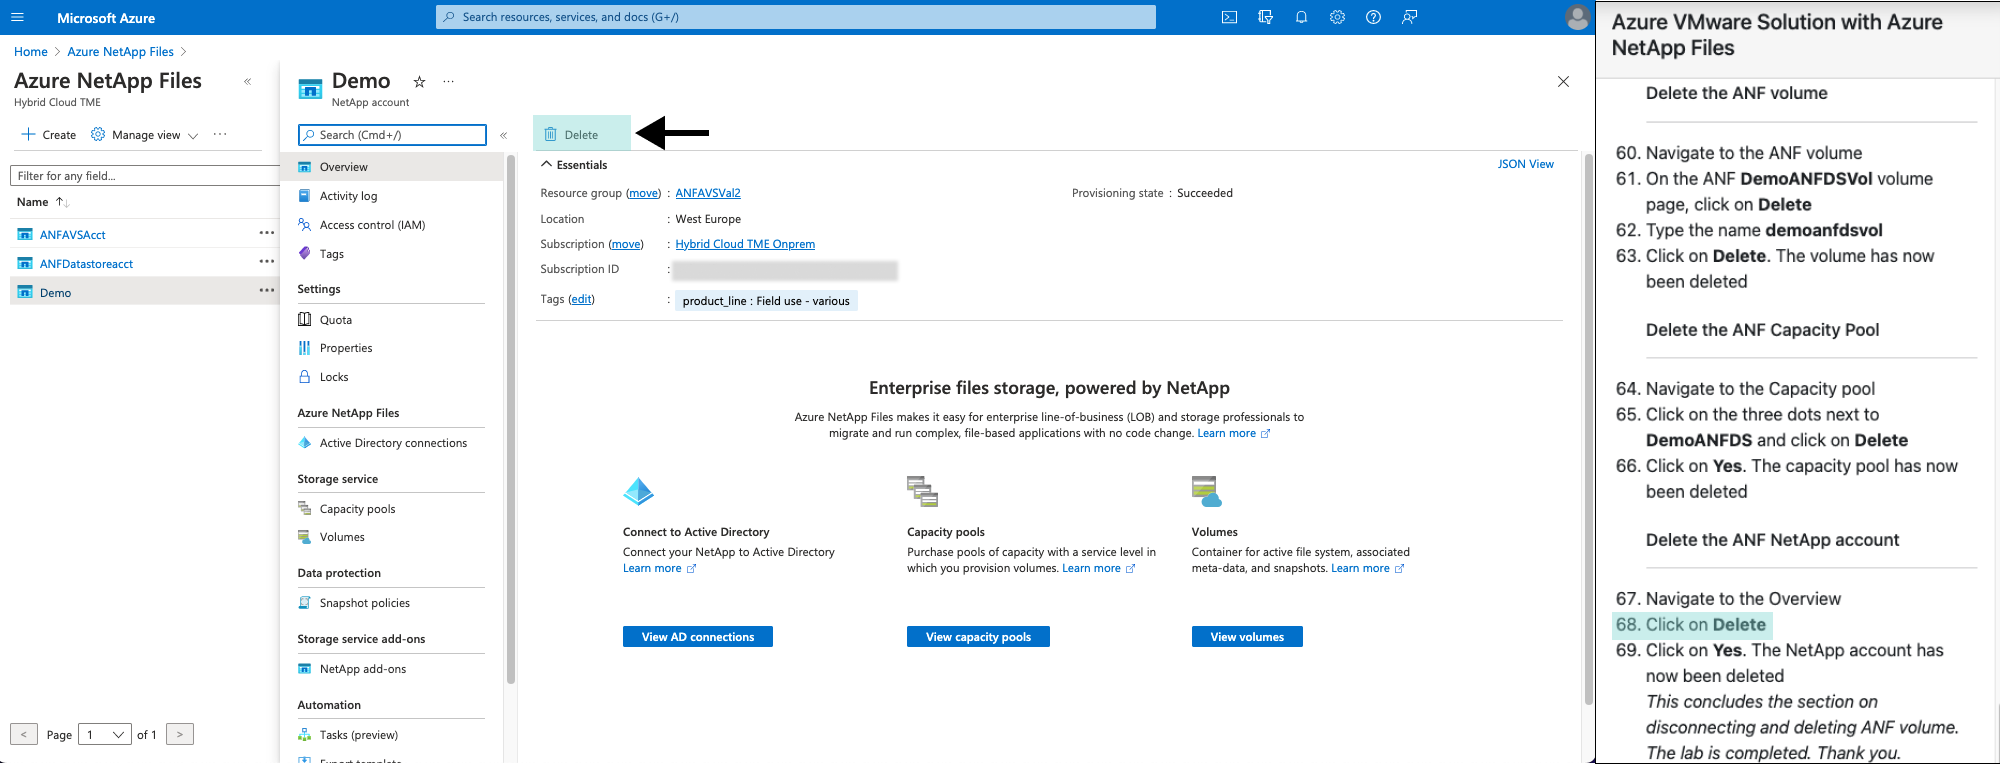 Microsoft Azure
Search resources, services, and docs (G+/)
Home > Azure NetApp Files >
Azure NetApp Files
Hybrid Cloud TME
+ Create Manage view ...
Filter for any field...
Name ↑↓
ANFAVSAcct ...
ANFDatastoreacct ...
Demo ...
< Page 1 of 1 >
Demo ...
NetApp account
Search (Cmd+/)
Overview
Activity log
Access control (IAM)
Tags
Settings
Quota
Properties
Locks
Azure NetApp Files
Active Directory connections
Storage service
Capacity pools
Volumes
Data protection
Snapshot policies
Storage service add-ons
NetApp add-ons
Automation
Tasks (preview)
Export template
Delete
Essentials
JSON View
Resource group (move) : ANFAVSVal2
Provisioning state : Succeeded
Location : West Europe
Subscription (move) : Hybrid Cloud TME Onprem
Subscription ID :
Tags (edit) : product_line : Field use - various
Enterprise files storage, powered by NetApp
Azure NetApp Files makes it easy for enterprise line-of-business (LOB) and storage professionals to
migrate and run complex, file-based applications with no code change. Learn more
Connect to Active Directory
Connect your NetApp to Active Directory
Learn more
View AD connections
Capacity pools
Purchase pools of capacity with a service level in
which you provision volumes. Learn more
View capacity pools
Volumes
Container for active file system, associated
meta-data, and snapshots. Learn more
View volumes
Azure VMware Solution with Azure
NetApp Files
Delete the ANF volume
60. Navigate to the ANF volume
61. On the ANF DemoANFDSVol volume
page, click on Delete
62. Type the name demoanfdsvol
63. Click on Delete. The volume has now
been deleted
Delete the ANF Capacity Pool
64. Navigate to the Capacity pool
65. Click on the three dots next to
DemoANFDS and click on Delete
66. Click on Yes. The capacity pool has now
been deleted
Delete the ANF NetApp account
67. Navigate to the Overview
68. Click on Delete
69. Click on Yes. The NetApp account has
now been deleted
This concludes the section on
disconnecting and deleting ANF volume.
The lab is completed. Thank you.